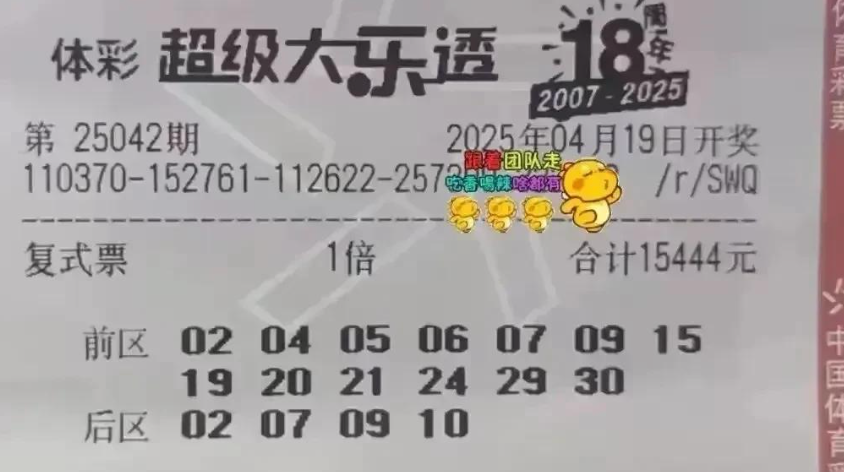 体彩 超级大乐透 18周年
2007-2025
第 25042期 2025年04月19日开奖
110370-152761-112622-257 /r/SWQ
跟着团队走
吃香喝辣啥都有
复式票 1倍 合计15444元
前区 02 04 05 06 07 09 15
19 20 21 24 29 30
后区 02 07 09 10
体育彩票
中国体育彩